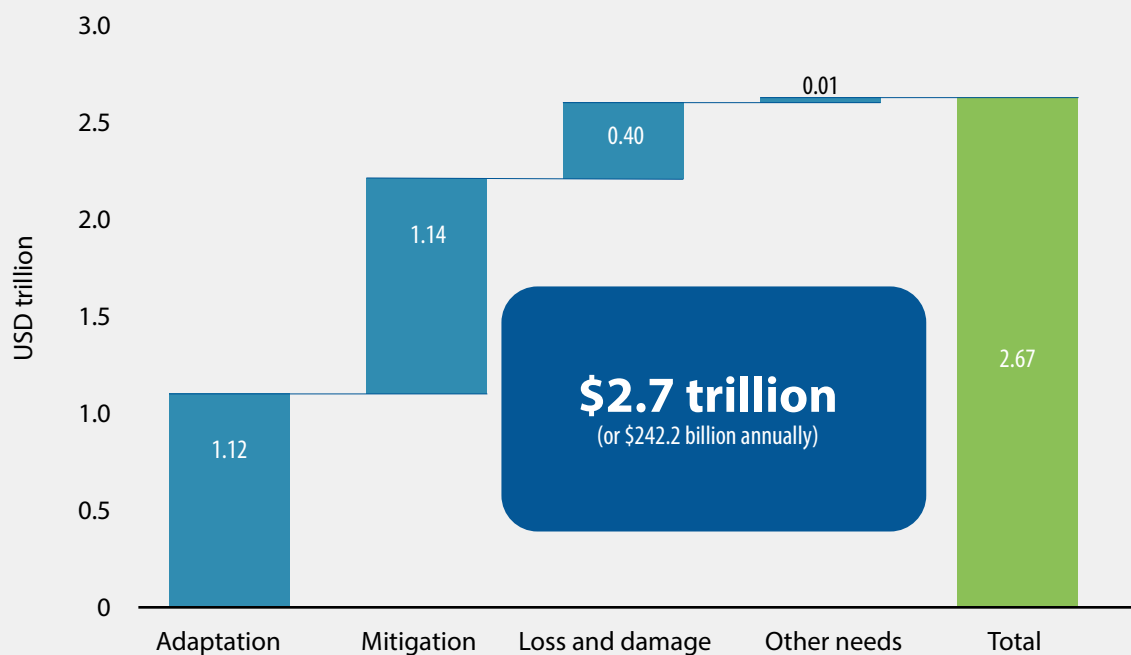 3.0
2.5
2.0
1.5
1.0
0.5
0
USD trillion
1.12
1.14
0.40
0.01
2.67
$2.7 trillion
(or $242.2 billion annually)
Adaptation
Mitigation
Loss and damage
Other needs
Total